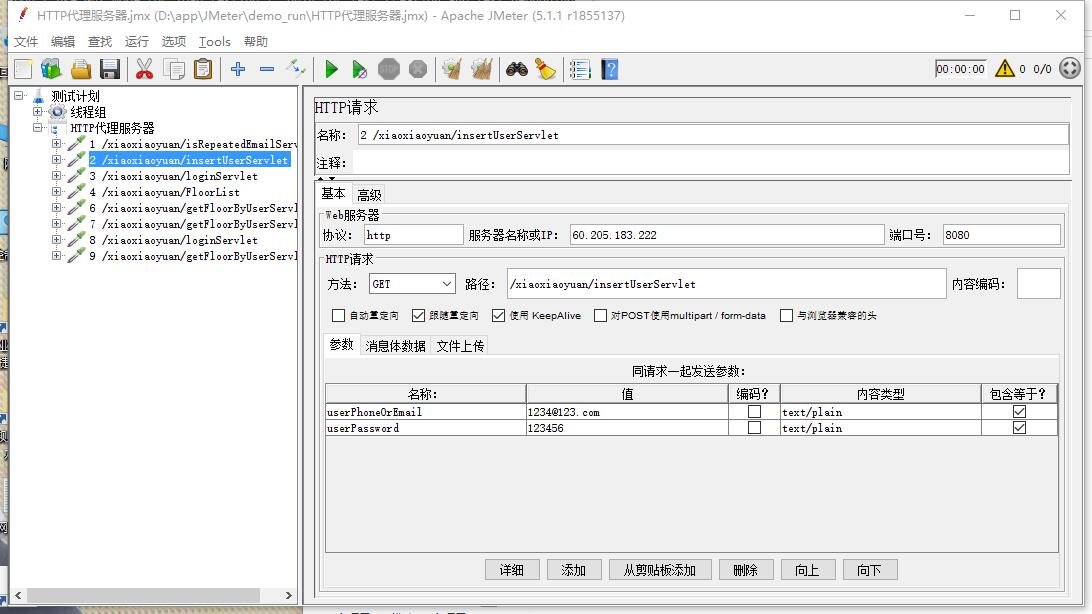 HTTP代理服务器.jmx (D:\app\JMeter\demo_run\HTTP代理服务器.jmx) - Apache JMeter (5.1.1 r1855137)
文件 编辑 查找 运行 选项 Tools 帮助
00:00:00 0 0/0
测试计划
线程组
HTTP代理服务器
1 /xiaoxiaoyuan/isRepeatedEmailServ
2 /xiaoxiaoyuan/insertUserServlet
3 /xiaoxiaoyuan/loginServlet
4 /xiaoxiaoyuan/FloorList
6 /xiaoxiaoyuan/getFloorByUserServl
7 /xiaoxiaoyuan/getFloorByUserServl
8 /xiaoxiaoyuan/loginServlet
9 /xiaoxiaoyuan/getFloorByUserServl
HTTP请求
名称: 2 /xiaoxiaoyuan/insertUserServlet
注释:
基本 高级
Web服务器
协议: http 服务器名称或IP: 60.205.183.222 端口号: 8080
HTTP请求
方法: GET 路径: /xiaoxiaoyuan/insertUserServlet 内容编码:
自动重定向 跟随重定向 使用 KeepAlive 对POST使用multipart / form-data 与浏览器兼容的头
参数 消息体数据 文件上传
同请求一起发送参数:
名称: 值 编码? 内容类型 包含等于?
userPhoneOrEmail 1234@123.com text/plain
userPassword 123456 text/plain
详细 添加 从剪贴板添加 删除 向上 向下